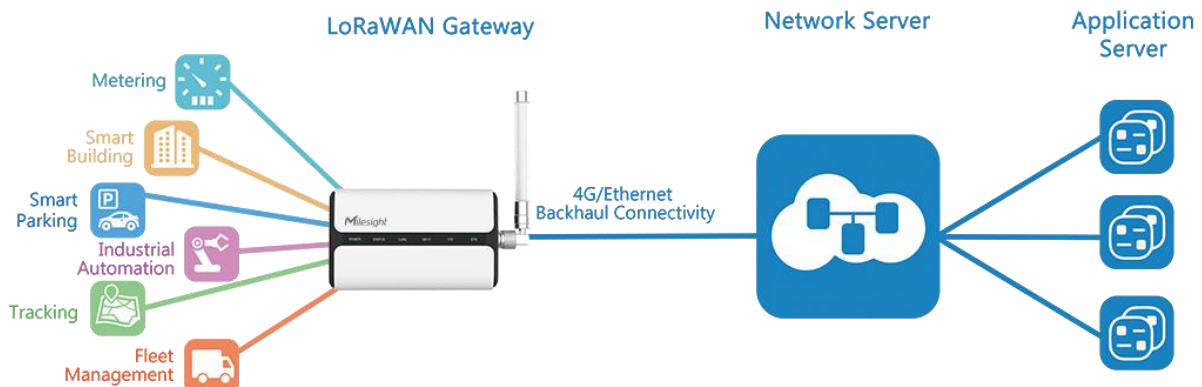 LoRaWAN Gateway
Network Server
Application
Server
Metering
Smart
Building
Smart
Parking
P
Industrial
Automation
Tracking
Fleet
Management
Milesight
4G/Ethernet
Backhaul Connectivity